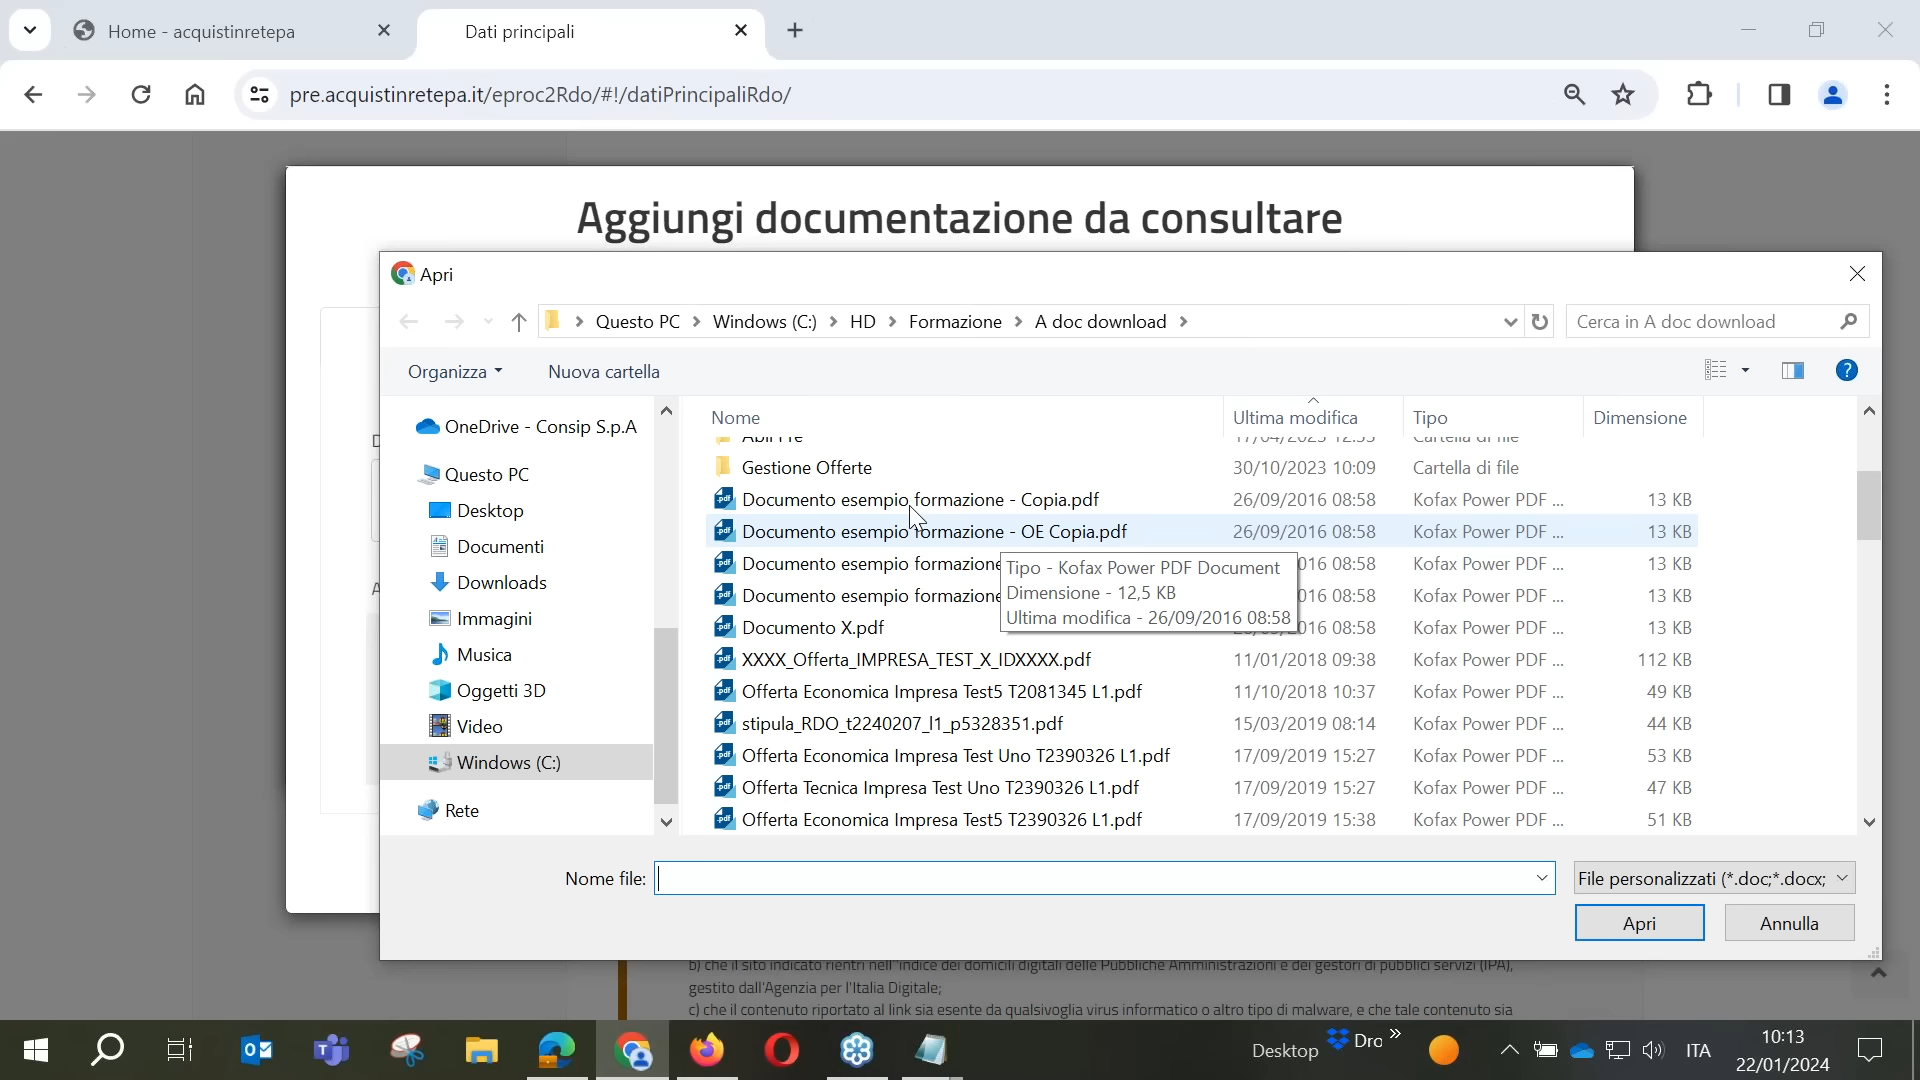 Home - acquistinretepa
Dati principali
pre.acquistinretepa.it/eproc2Rdo/#!/datiPrincipaliRdo/
Aggiungi documentazione da consultare
Apri
Questo PC > Windows (C:) > HD > Formazione > A doc download >
Cerca in A doc download
Organizza
Nuova cartella
OneDrive - Consip S.p.A
Questo PC
Desktop
Documenti
Downloads
Immagini
Musica
Oggetti 3D
Video
Windows (C:)
Rete
Nome Ultima modifica Tipo Dimensione
Gestione Offerte 30/10/2023 10:09 Cartella di file
Documento esempio formazione - Copia.pdf 26/09/2016 08:58 Kofax Power PDF ... 13 KB
Documento esempio formazione - OE Copia.pdf 26/09/2016 08:58 Kofax Power PDF ... 13 KB
Documento esempio formazione 016 08:58 Kofax Power PDF ... 13 KB
Documento esempio formazione 016 08:58 Kofax Power PDF ... 13 KB
Documento X.pdf 016 08:58 Kofax Power PDF ... 13 KB
XXXX_Offerta_IMPRESA_TEST_X_IDXXXX.pdf 11/01/2018 09:38 Kofax Power PDF ... 112 KB
Offerta Economica Impresa Test5 T2081345 L1.pdf 11/10/2018 10:37 Kofax Power PDF ... 49 KB
stipula_RDO_t2240207_l1_p5328351.pdf 15/03/2019 08:14 Kofax Power PDF ... 44 KB
Offerta Economica Impresa Test Uno T2390326 L1.pdf 17/09/2019 15:27 Kofax Power PDF ... 53 KB
Offerta Tecnica Impresa Test Uno T2390326 L1.pdf 17/09/2019 15:27 Kofax Power PDF ... 47 KB
Offerta Economica Impresa Test5 T2390326 L1.pdf 17/09/2019 15:38 Kofax Power PDF ... 51 KB
Tipo - Kofax Power PDF Document
Dimensione - 12,5 KB
Ultima modifica - 26/09/2016 08:58
Nome file:
File personalizzati (*.doc;*.docx;
Apri
Annulla
b) che il sito indicato rientri nell'indice dei domicili digitali delle Pubbliche Amministrazioni e dei gestori di pubblici servizi (IPA),
gestito dall'Agenzia per l'Italia Digitale;
c) che il contenuto riportato al link sia esente da qualsivoglia virus informatico o altro tipo di malware, e che tale contenuto sia
Desktop
Dro
ITA
10:13
22/01/2024